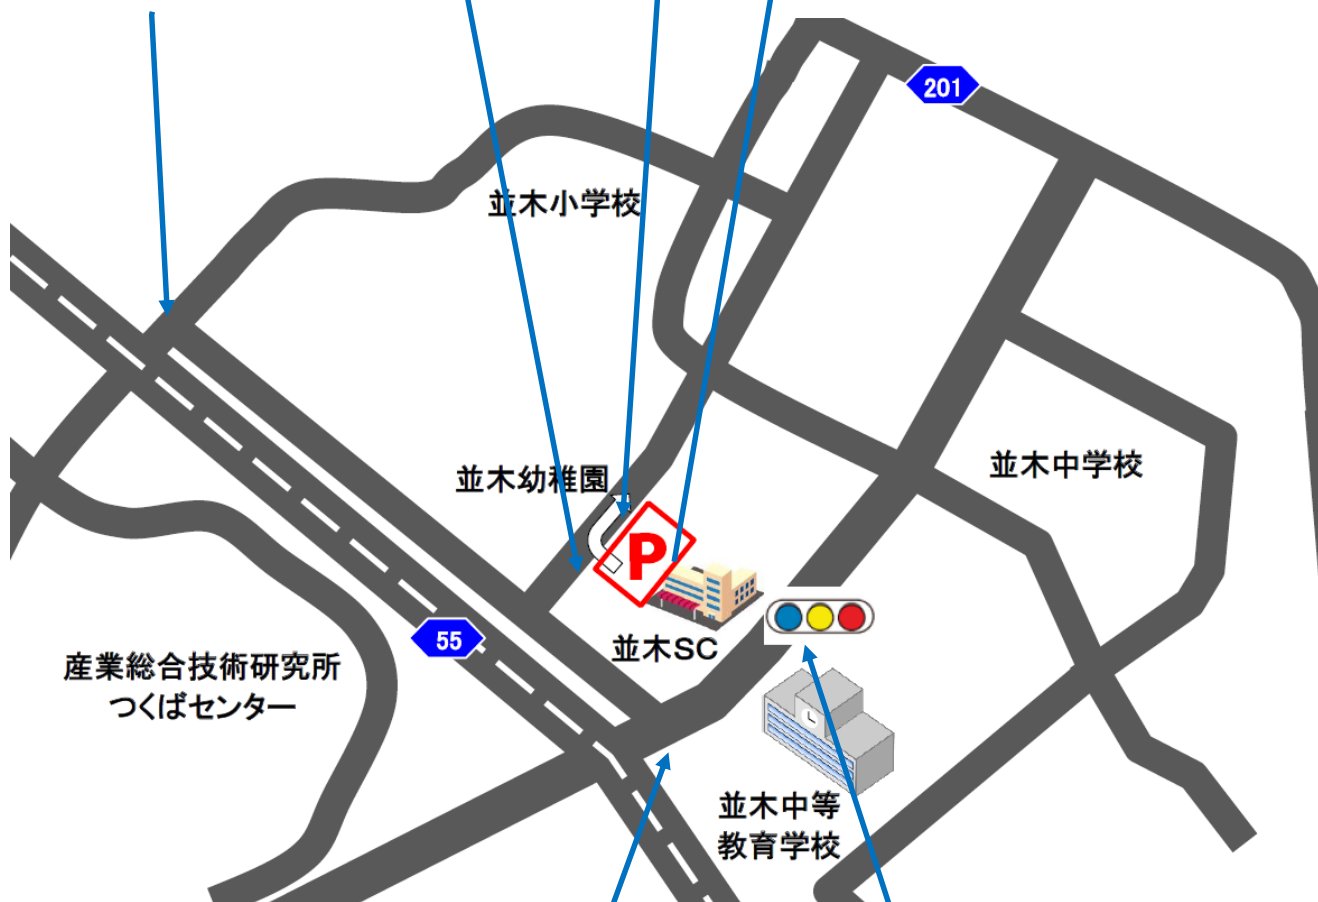 201
並木小学校
並木中学校
並木幼稚園
P
並木SC
55
産業総合技術研究所
つくばセンター
並木中等
教育学校